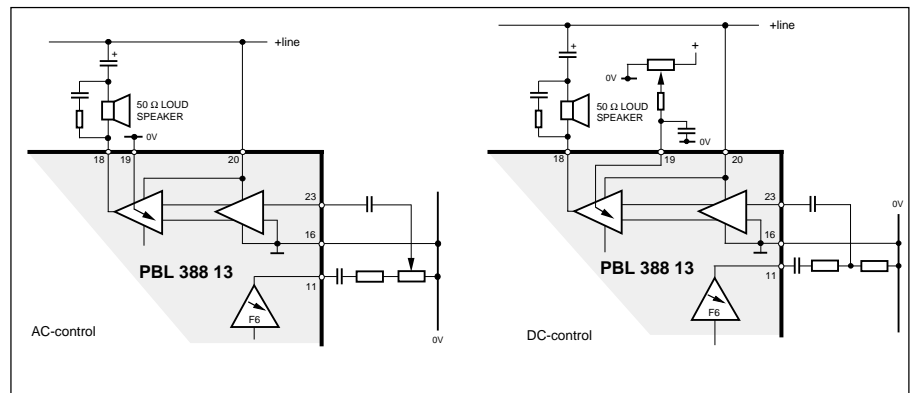 +line
+
50 Ω LOUD
SPEAKER
0V
18
19
20
23
16
PBL 388 13
11
F6
AC-control
0V
+line
+
+
0V
50 Ω LOUD
SPEAKER
0V
18
19
20
23
0V
16
PBL 388 13
11
F6
DC-control